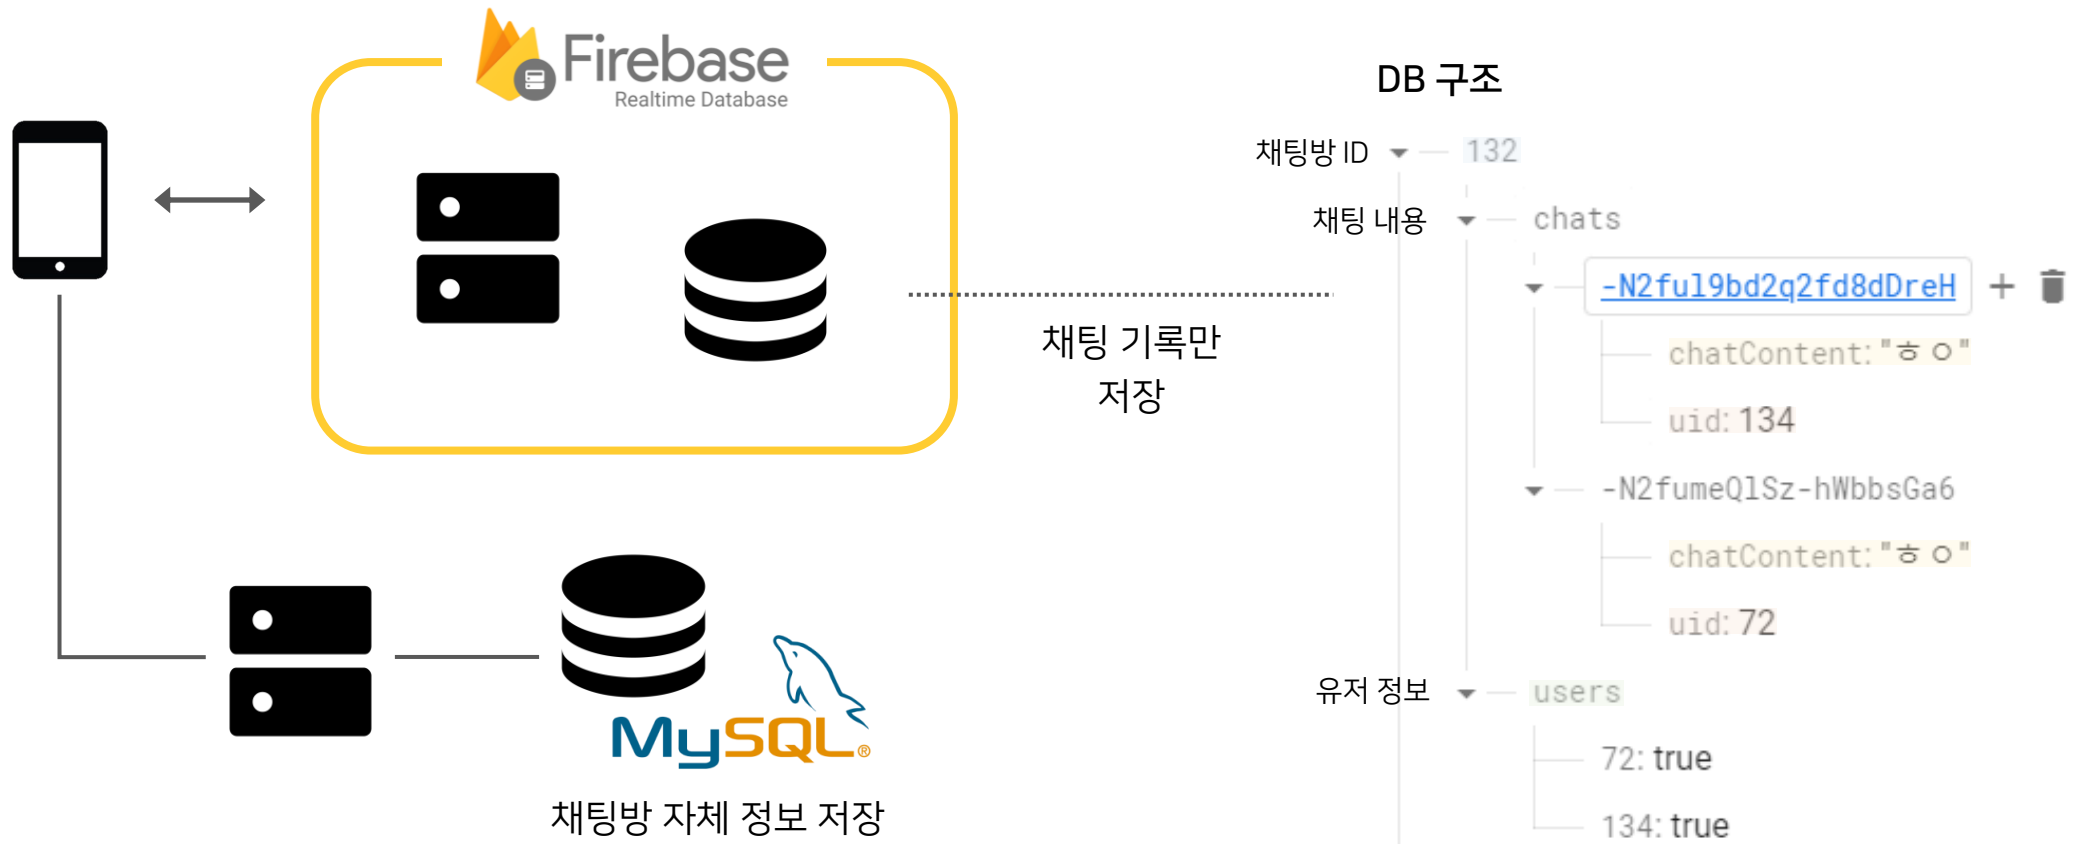 Firebase
Realtime Database
채팅 기록만
저장
MySQL®
채팅방 자체 정보 저장
DB 구조
채팅방 ID 132
채팅 내용 chats
-N2ful9bd2q2fd8dDreH
chatContent: "ㅎㅇ"
uid: 134
-N2fumeQlSz-hWbbsGa6
chatContent: "ㅎㅇ"
uid: 72
유저 정보 users
72: true
134: true